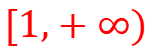 [1, + ∞)